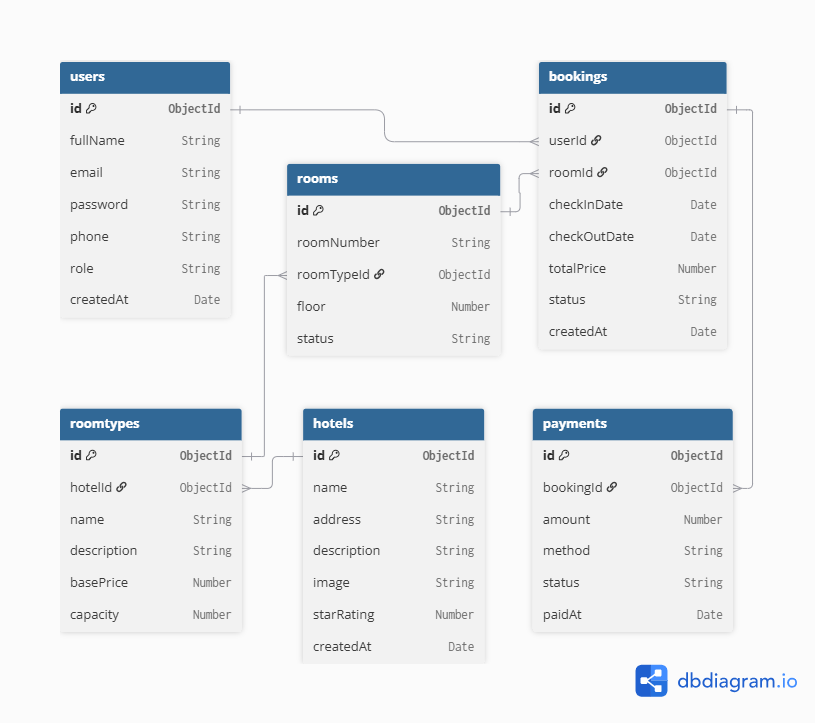 users
id ObjectId
fullName String
email String
password String
phone String
role String
createdAt Date
bookings
id ObjectId
userId ObjectId
roomId ObjectId
checkInDate Date
checkOutDate Date
totalPrice Number
status String
createdAt Date
rooms
id ObjectId
roomNumber String
roomTypeId ObjectId
floor Number
status String
roomtypes
id ObjectId
hotelId ObjectId
name String
description String
basePrice Number
capacity Number
hotels
id ObjectId
name String
address String
description String
image String
starRating Number
createdAt Date
payments
id ObjectId
bookingId ObjectId
amount Number
method String
status String
paidAt Date
dbdiagram.io